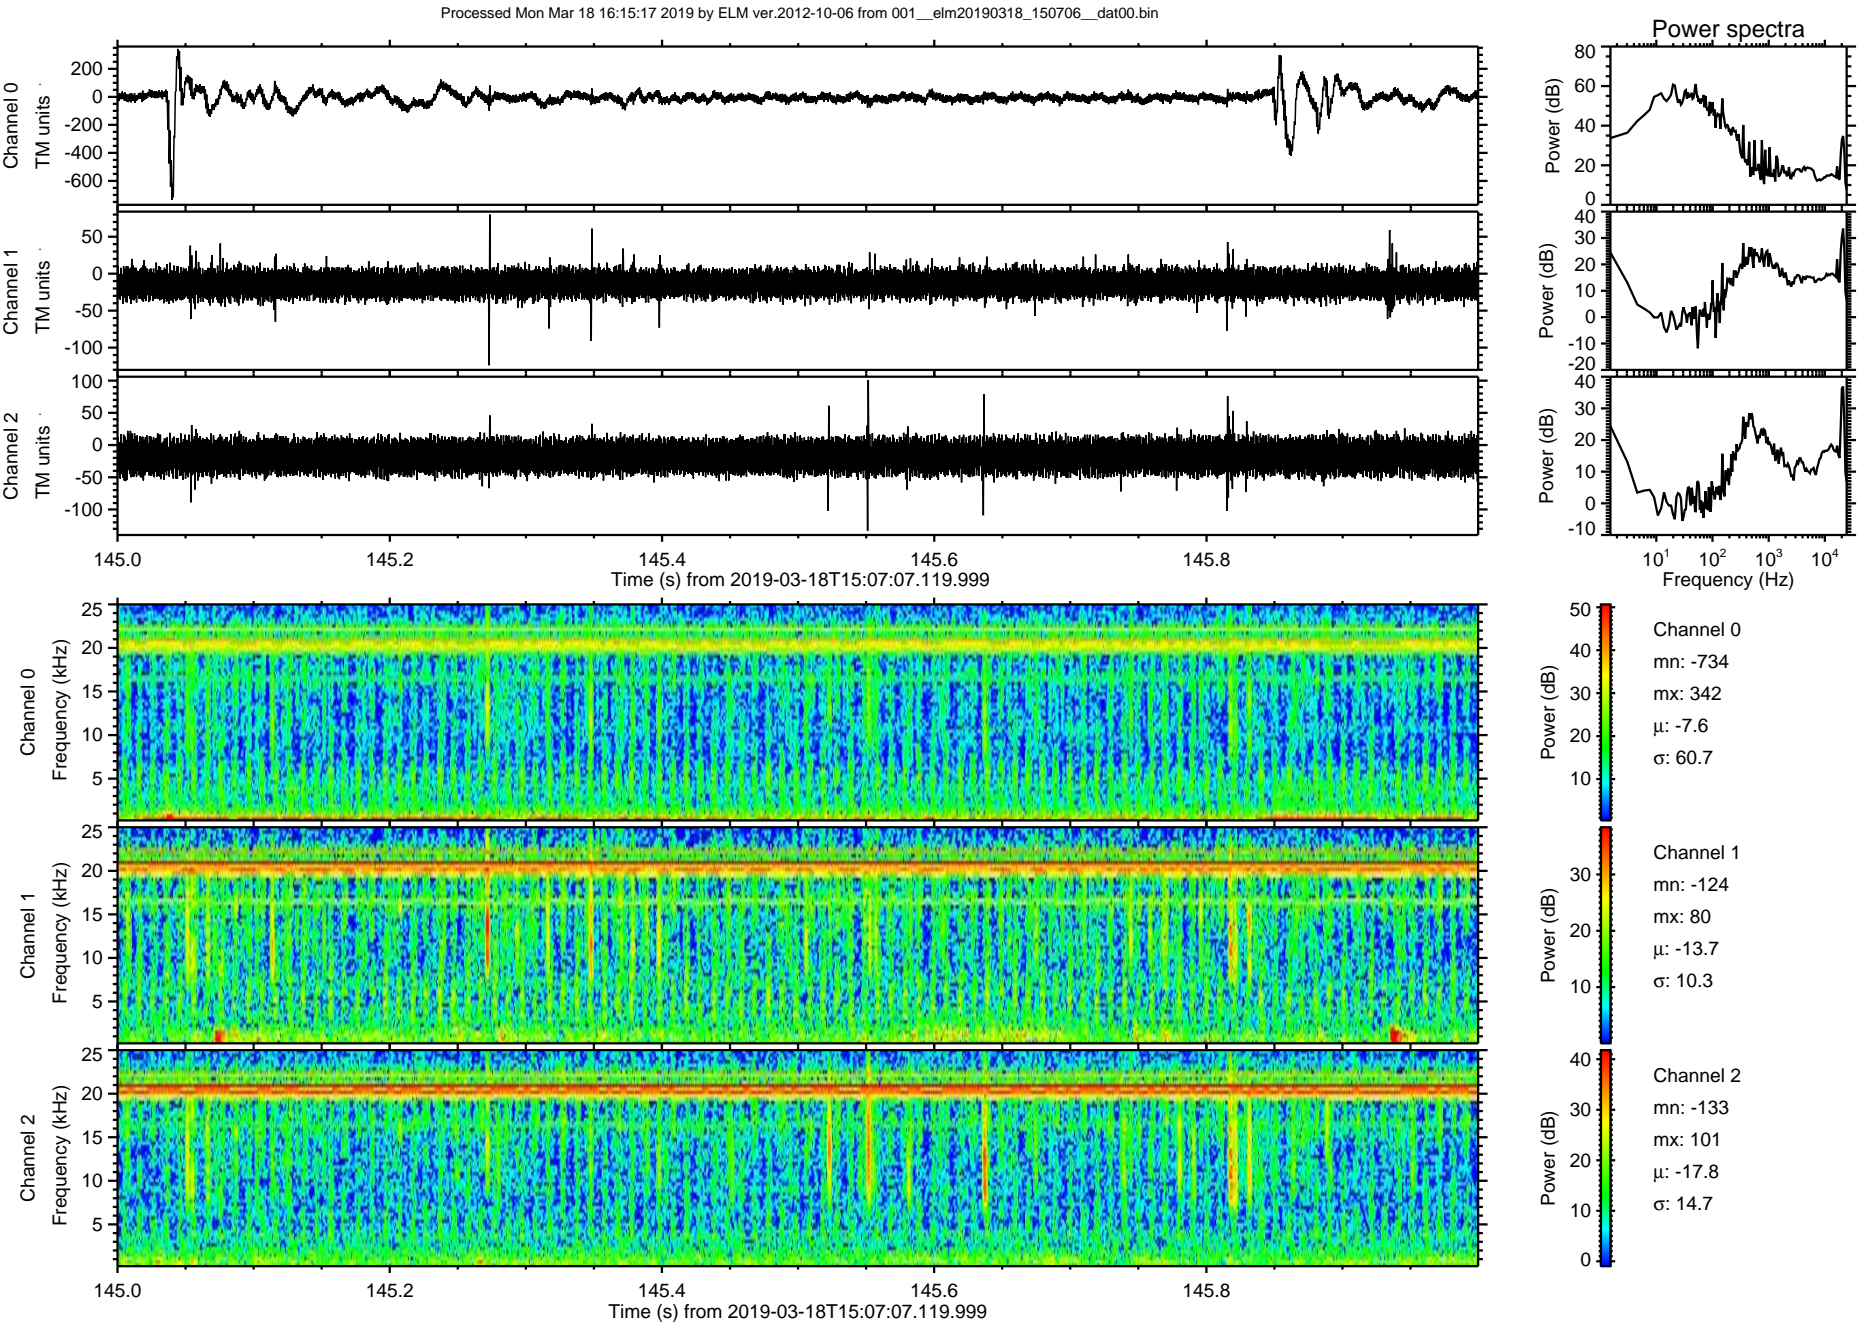 Processed Mon Mar 18 16:15:17 2019 by ELM ver.2012-10-06 from 001__elm20190318_150706__dat00.bin
Power spectra
Channel 0
TM units
200
0
-200
-400
-600
Power (dB)
80
60
40
20
0
Channel 1
TM units
50
0
-50
-100
Power (dB)
40
30
20
10
0
-10
-20
Channel 2
TM units
100
50
0
-50
-100
Power (dB)
40
30
20
10
0
-10
145.0 145.2 145.4 145.6 145.8
Time (s) from 2019-03-18T15:07:07.119.999
10¹ 10² 10³ 10⁴
Frequency (Hz)
Channel 0
Frequency (kHz)
25
20
15
10
5
Power (dB)
50
40
30
20
10
Channel 0
mn: -734
mx: 342
μ: -7.6
σ: 60.7
Channel 1
Frequency (kHz)
25
20
15
10
5
Power (dB)
30
20
10
Channel 1
mn: -124
mx: 80
μ: -13.7
σ: 10.3
Channel 2
Frequency (kHz)
25
20
15
10
5
Power (dB)
40
30
20
10
0
Channel 2
mn: -133
mx: 101
μ: -17.8
σ: 14.7
145.0 145.2 145.4 145.6 145.8
Time (s) from 2019-03-18T15:07:07.119.999